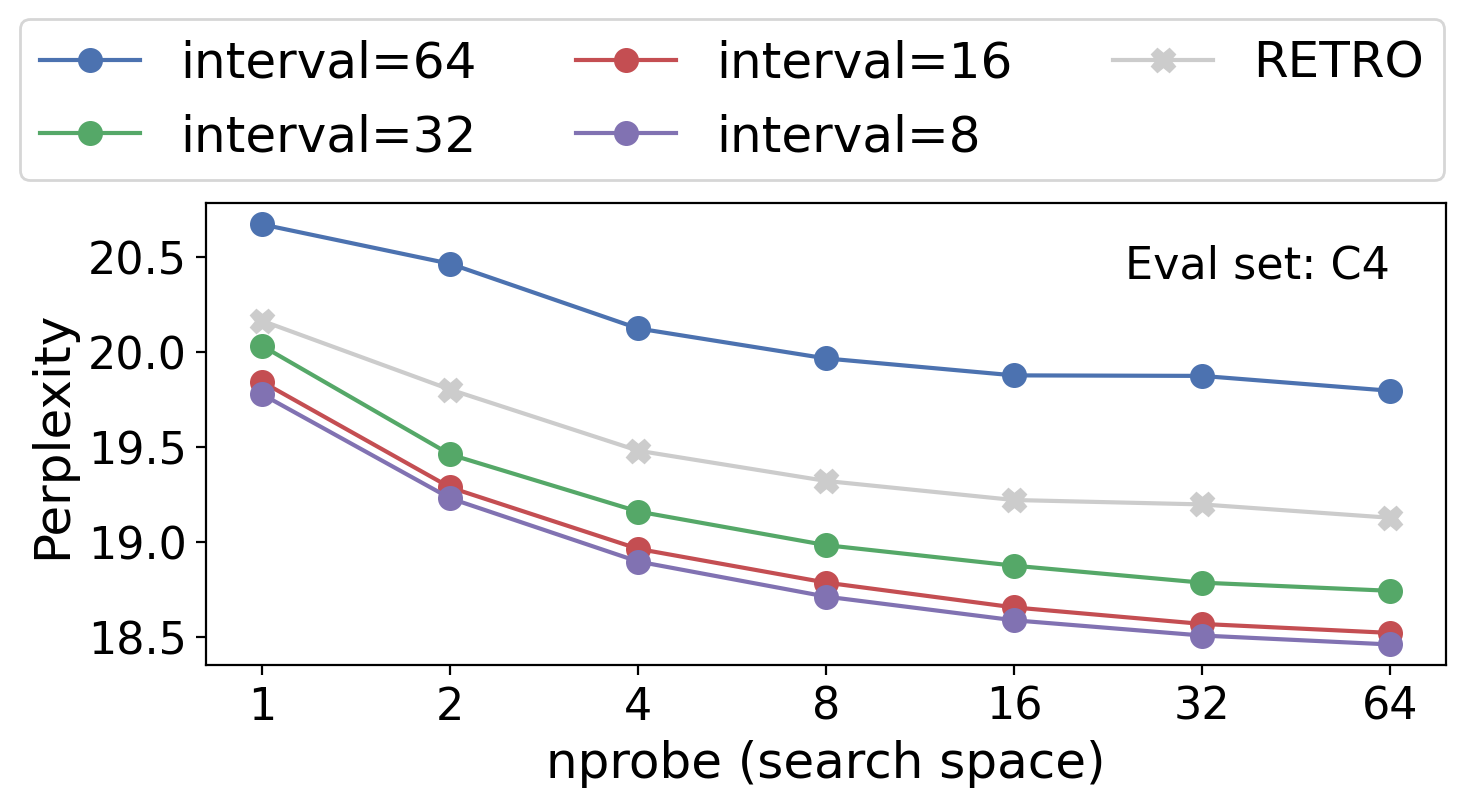 interval=64 interval=16 RETRO
interval=32 interval=8
Eval set: C4
Perplexity
20.5
20.0
19.5
19.0
18.5
1 2 4 8 16 32 64
nprobe (search space)